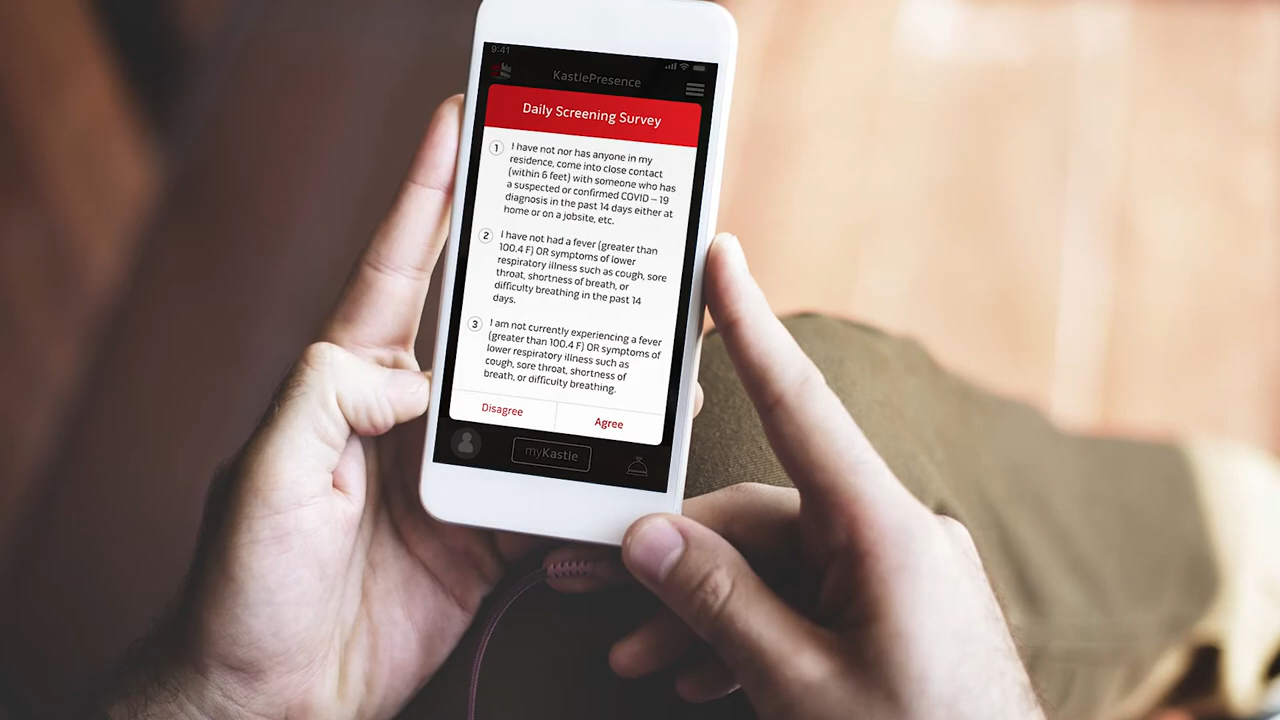 9:41
KastlePresence
Daily Screening Survey
1 I have not nor has anyone in my
residence, come into close contact
(within 6 feet) with someone who has
a suspected or confirmed COVID – 19
diagnosis in the past 14 days either at
home or on a jobsite, etc.
2 I have not had a fever (greater than
100.4 F) OR symptoms of lower
respiratory illness such as cough, sore
throat, shortness of breath, or
difficulty breathing in the past 14
days.
3 I am not currently experiencing a fever
(greater than 100.4 F) OR symptoms of
lower respiratory illness such as
cough, sore throat, shortness of
breath, or difficulty breathing.
Disagree Agree
myKastle